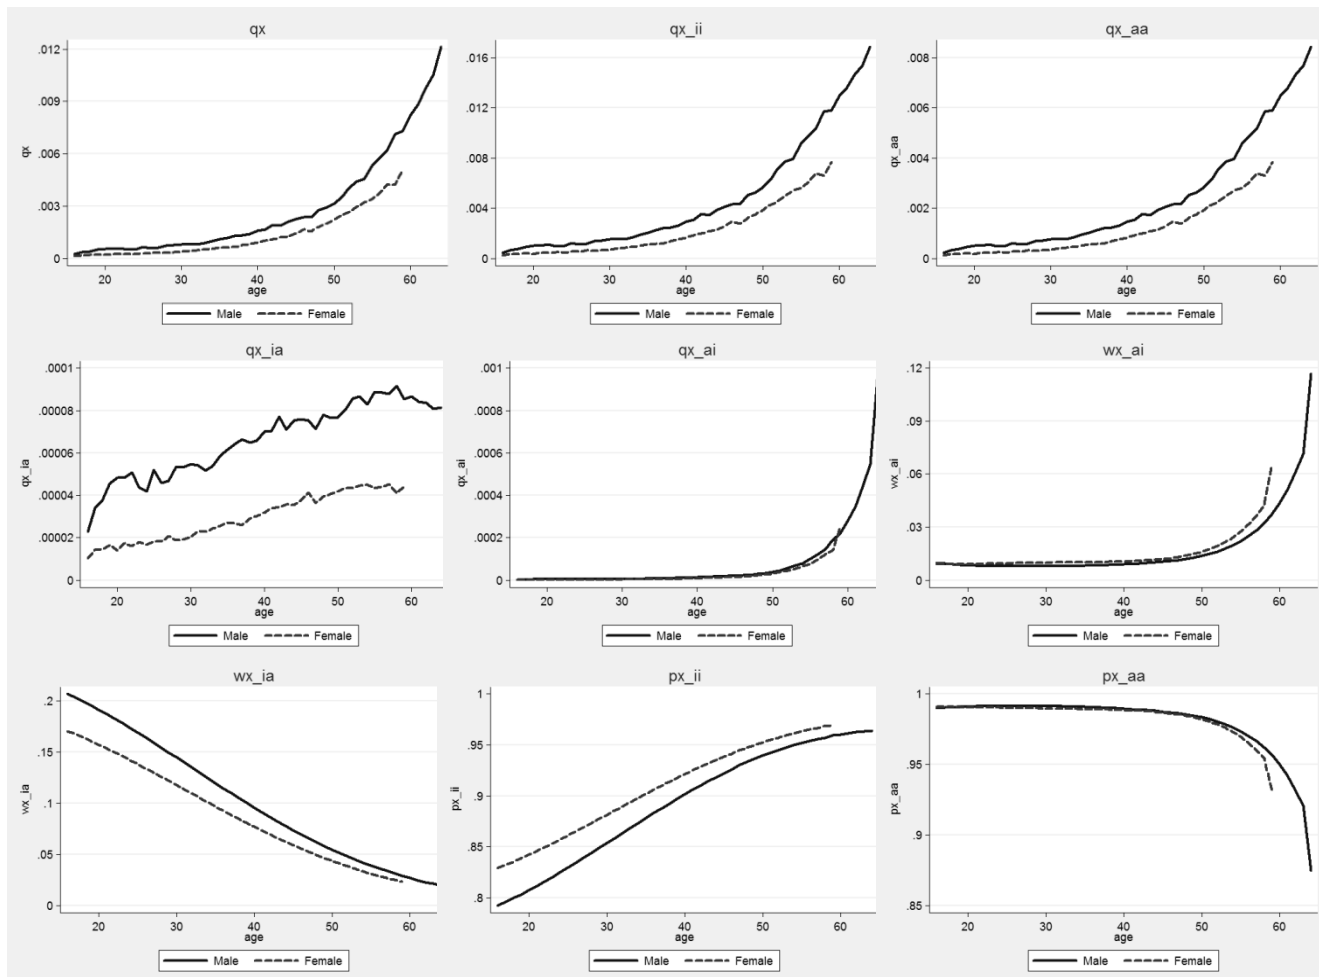 qx
.012
.009
.006
.003
0
qx
20 30 40 50 60
age
Male Female
qx_ii
.016
.012
.008
.004
0
20 30 40 50 60
age
Male Female
qx_aa
.008
.006
.004
.002
0
qx_aa
20 30 40 50 60
age
Male Female
qx_ia
.0001
.00008
.00006
.00004
.00002
0
qx_ia
20 30 40 50 60
age
Male Female
qx_ai
.001
.0008
.0006
.0004
.0002
0
qx_ai
20 30 40 50 60
age
Male Female
wx_ai
.12
.09
.06
.03
0
wx_ai
20 30 40 50 60
age
Male Female
wx_ia
.2
.15
.1
.05
0
wx_ia
20 30 40 50 60
age
Male Female
px_ii
1
.95
.9
.85
.8
px_ii
20 30 40 50 60
age
Male Female
px_aa
1
.95
.9
.85
px_aa
20 30 40 50 60
age
Male Female